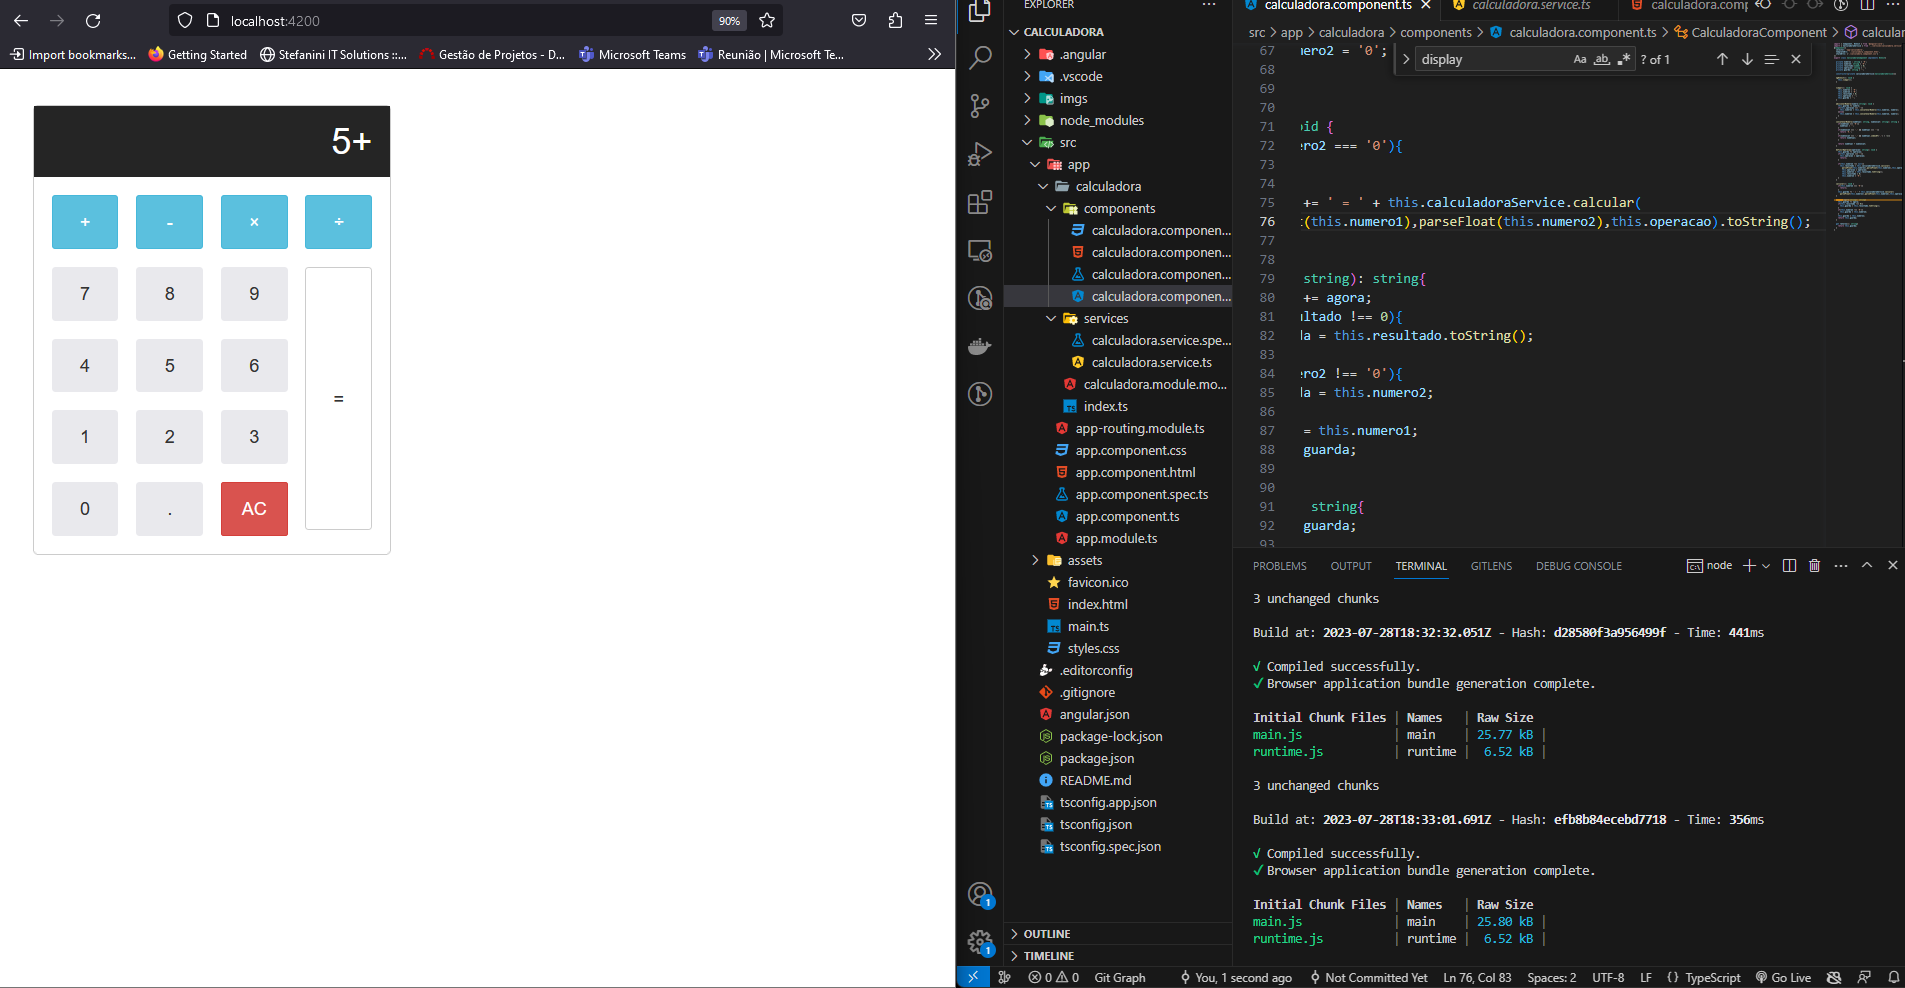 localhost:4200
90%
Import bookmarks...
Getting Started
Stefanini IT Solutions ::...
Gestão de Projetos - D...
Microsoft Teams
Reunião | Microsoft Te...
5+
+
-
×
÷
7
8
9
4
5
6
=
1
2
3
0
.
AC
EXPLORER
CALCULADORA
.angular
.vscode
imgs
node_modules
src
app
calculadora
components
calculadora.componen...
calculadora.componen...
calculadora.componen...
calculadora.componen...
services
calculadora.service.spe...
calculadora.service.ts
calculadora.module.mo...
index.ts
app-routing.module.ts
app.component.css
app.component.html
app.component.spec.ts
app.component.ts
app.module.ts
assets
favicon.ico
index.html
main.ts
styles.css
.editorconfig
.gitignore
angular.json
package-lock.json
package.json
README.md
tsconfig.app.json
tsconfig.json
tsconfig.spec.json
OUTLINE
TIMELINE
1
1
calculadora.component.ts
calculadora.service.ts
calculadora.comp
src > app > calculadora > components > calculadora.component.ts > CalculadoraComponent > calcular
display
Aa
ab
.*
? of 1
67 ero2 = '0';
68
69
70
71 oid {
72 ero2 === '0'){
73
74
75 += ' = ' + this.calculadoraService.calcular(
76 t(this.numero1),parseFloat(this.numero2),this.operacao).toString();
77
78
79 string): string{
80 += agora;
81 ultado !== 0){
82 da = this.resultado.toString();
83
84 ero2 !== '0'){
85 da = this.numero2;
86
87 = this.numero1;
88 guarda;
89
90
91 string{
92 guarda;
93
PROBLEMS
OUTPUT
TERMINAL
GITLENS
DEBUG CONSOLE
node
3 unchanged chunks
Build at: 2023-07-28T18:32:32.051Z - Hash: d28580f3a956499f - Time: 441ms
√ Compiled successfully.
✔ Browser application bundle generation complete.
Initial Chunk Files | Names | Raw Size
main.js | main | 25.77 kB |
runtime.js | runtime | 6.52 kB |
3 unchanged chunks
Build at: 2023-07-28T18:33:01.691Z - Hash: efb8b84ecebd7718 - Time: 356ms
√ Compiled successfully.
✔ Browser application bundle generation complete.
Initial Chunk Files | Names | Raw Size
main.js | main | 25.80 kB |
runtime.js | runtime | 6.52 kB |
0
0
Git Graph
You, 1 second ago
Not Committed Yet
Ln 76, Col 83
Spaces: 2
UTF-8
LF
{ } TypeScript
Go Live